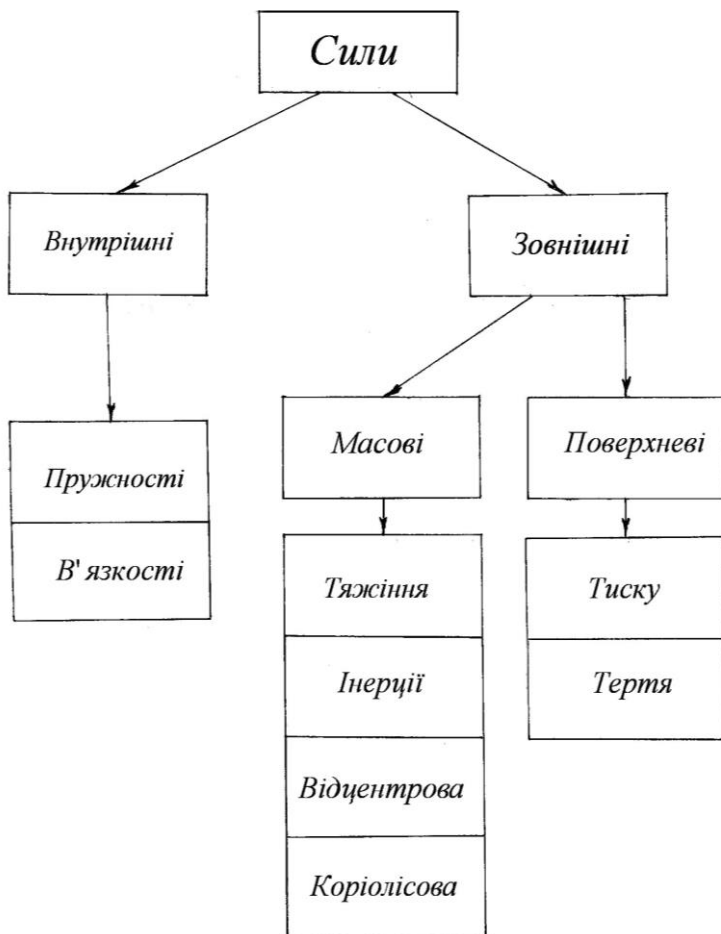 Сили
Внутрішні
Зовнішні
Масові
Поверхневі
Пружності
В'язкості
Тяжіння
Інерції
Відцентрова
Коріолісова
Тиску
Тертя